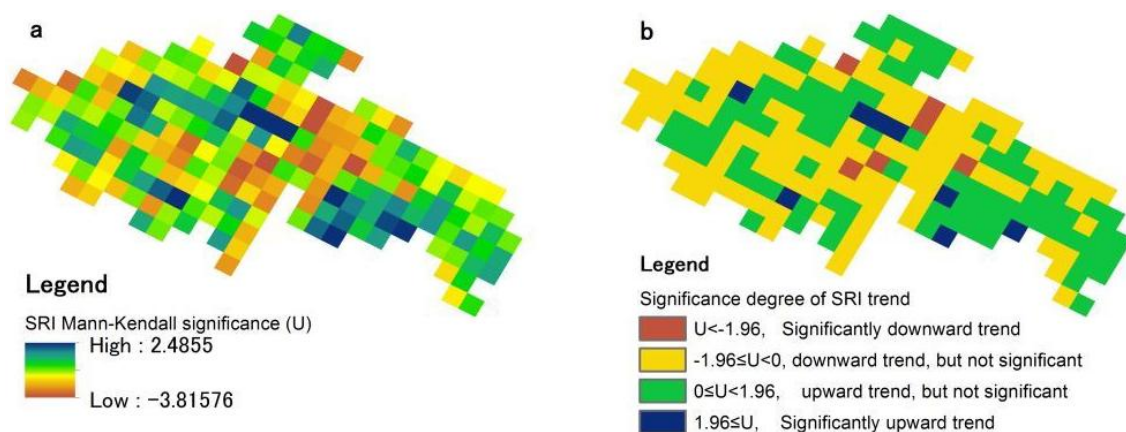 a
Legend
SRI Mann-Kendall significance (U)
High : 2.4855
Low : -3.81576
b
Legend
Significance degree of SRI trend
U<-1.96, Significantly downward trend
-1.96≤U<0, downward trend, but not significant
0≤U<1.96, upward trend, but not significant
1.96≤U, Significantly upward trend